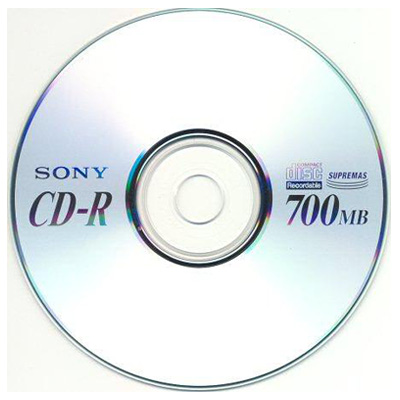 SONY
CD-R
COMPACT
disc
Recordable
SUPREMAS
700MB